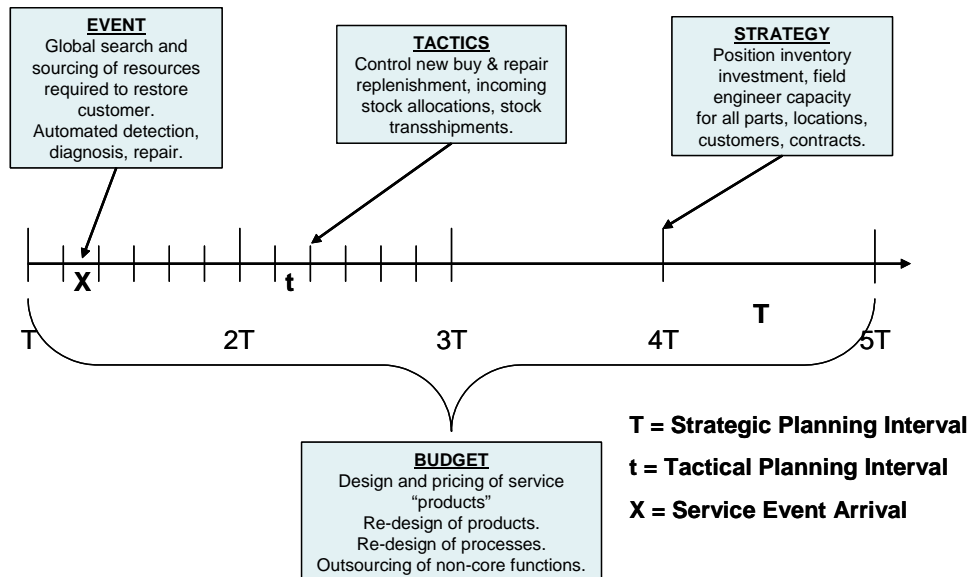 EVENT
Global search and
sourcing of resources
required to restore
customer.
Automated detection,
diagnosis, repair.
TACTICS
Control new buy & repair
replenishment, incoming
stock allocations, stock
transshipments.
STRATEGY
Position inventory
investment, field
engineer capacity
for all parts, locations,
customers, contracts.
X
t
T
T
2T
3T
4T
5T
BUDGET
Design and pricing of service
“products”
Re-design of products.
Re-design of processes.
Outsourcing of non-core functions.
T = Strategic Planning Interval
t = Tactical Planning Interval
X = Service Event Arrival